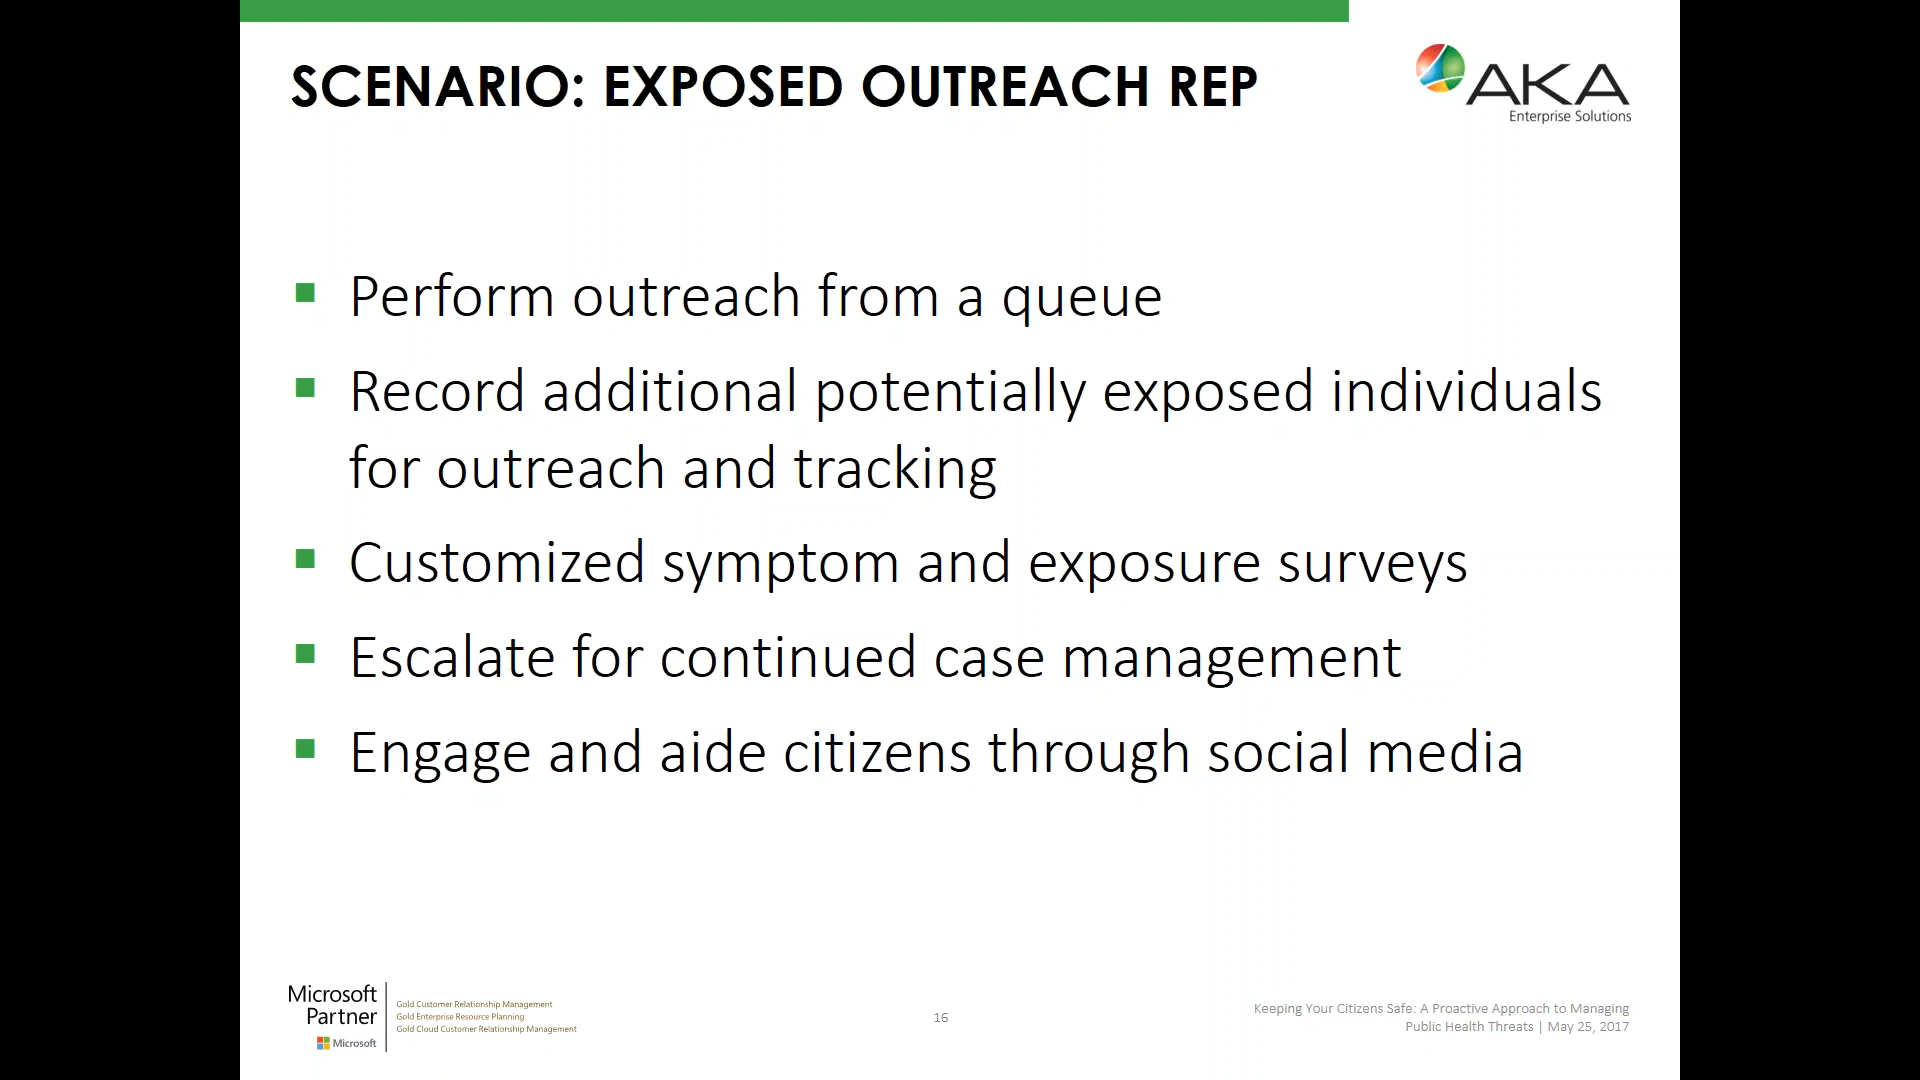 SCENARIO: EXPOSED OUTREACH REP
AKA
Enterprise Solutions
Perform outreach from a queue
Record additional potentially exposed individuals
for outreach and tracking
Customized symptom and exposure surveys
Escalate for continued case management
Engage and aide citizens through social media
Microsoft
Partner
Microsoft
Gold Customer Relationship Management
Gold Enterprise Resource Planning
Gold Cloud Customer Relationship Management
16
Keeping Your Citizens Safe: A Proactive Approach to Managing
Public Health Threats | May 25, 2017